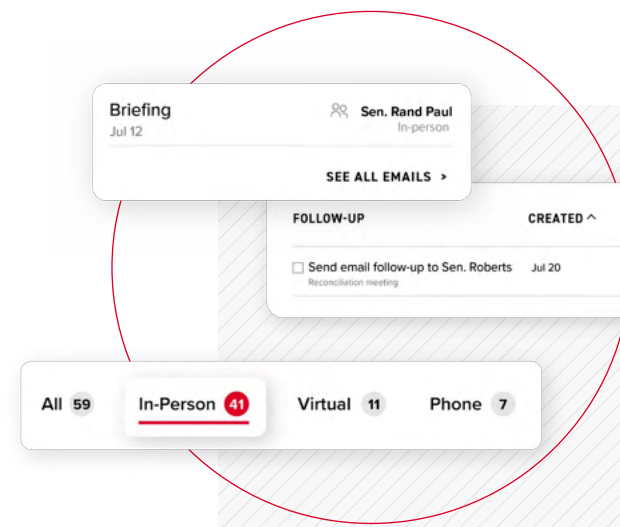 Briefing
Sen. Rand Paul
Jul 12
In-person
SEE ALL EMAILS >
FOLLOW-UP
CREATED ^
Send email follow-up to Sen. Roberts
Jul 20
Reconciliation meeting
All 59
In-Person 41
Virtual 11
Phone 7